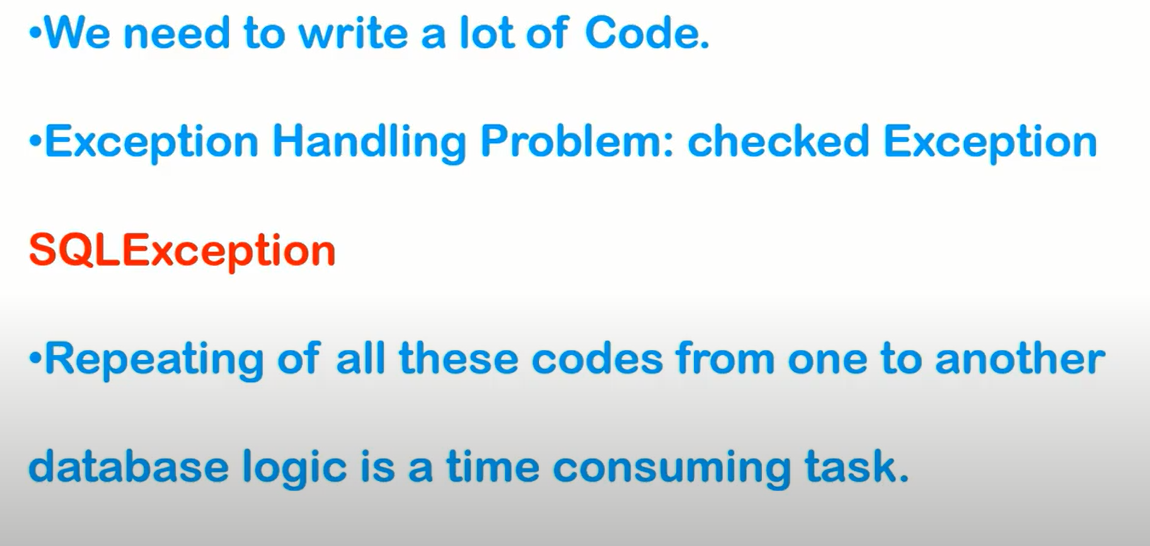 •We need to write a lot of Code.
•Exception Handling Problem: checked Exception
SQLException
•Repeating of all these codes from one to another
database logic is a time consuming task.